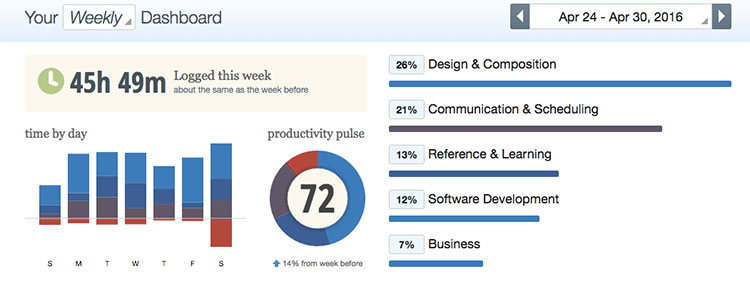 Your Weekly Dashboard
Apr 24 - Apr 30, 2016
45h 49m Logged this week
about the same as the week before
time by day
S M T W T F S
productivity pulse
72
14% from week before
26% Design & Composition
21% Communication & Scheduling
13% Reference & Learning
12% Software Development
7% Business